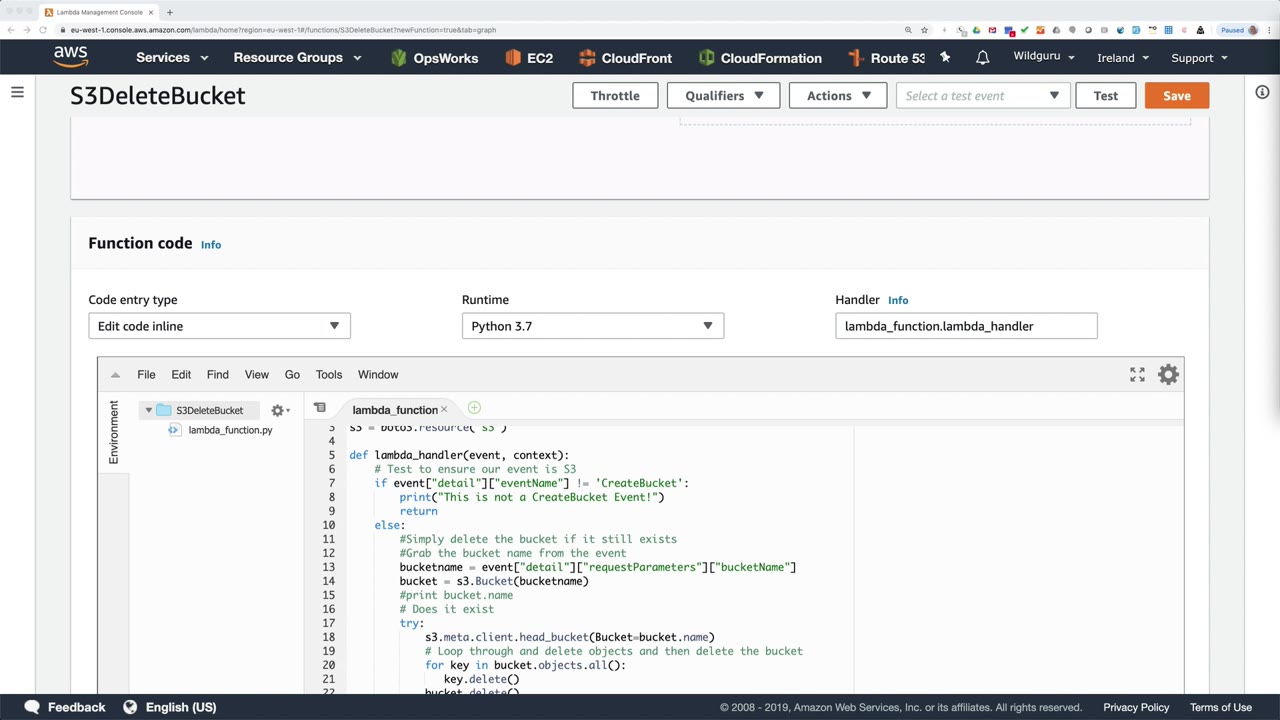 Lambda Management Console
eu-west-1.console.aws.amazon.com/lambda/home?region=eu-west-1#/functions/S3DeleteBucket?newFunction=true&tab=graph
Paused
aws
Services
Resource Groups
OpsWorks
EC2
CloudFront
CloudFormation
Route 53
Wildguru
Ireland
Support
S3DeleteBucket
Throttle
Qualifiers
Actions
Select a test event
Test
Save
Function code Info
Code entry type
Runtime
Handler Info
Edit code inline
Python 3.7
lambda_function.lambda_handler
File Edit Find View Go Tools Window
Environment
S3DeleteBucket
lambda_function.py
lambda_function
3 s3 = boto3.resource('s3')
4
5 def lambda_handler(event, context):
6 # Test to ensure our event is S3
7 if event["detail"]["eventName"] != 'CreateBucket':
8 print("This is not a CreateBucket Event!")
9 return
10 else:
11 #Simply delete the bucket if it still exists
12 #Grab the bucket name from the event
13 bucketname = event["detail"]["requestParameters"]["bucketName"]
14 bucket = s3.Bucket(bucketname)
15 #print bucket.name
16 # Does it exist
17 try:
18 s3.meta.client.head_bucket(Bucket=bucket.name)
19 # Loop through and delete objects and then delete the bucket
20 for key in bucket.objects.all():
21 key.delete()
22 bucket.delete()
Feedback
English (US)
© 2008 - 2019, Amazon Web Services, Inc. or its affiliates. All rights reserved.
Privacy Policy
Terms of Use